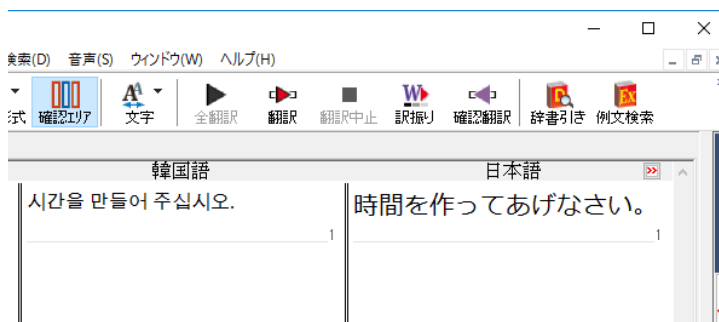 検索(D) 音声(S) ウインドウ(W) ヘルプ(H)
式 確認エリア 文字 全翻訳 翻訳 翻訳中止 訳振り 確認翻訳 辞書引き 例文検索
韓国語 日本語
시간을 만들어 주십시오. 時間を作ってあげなさい。
1 1